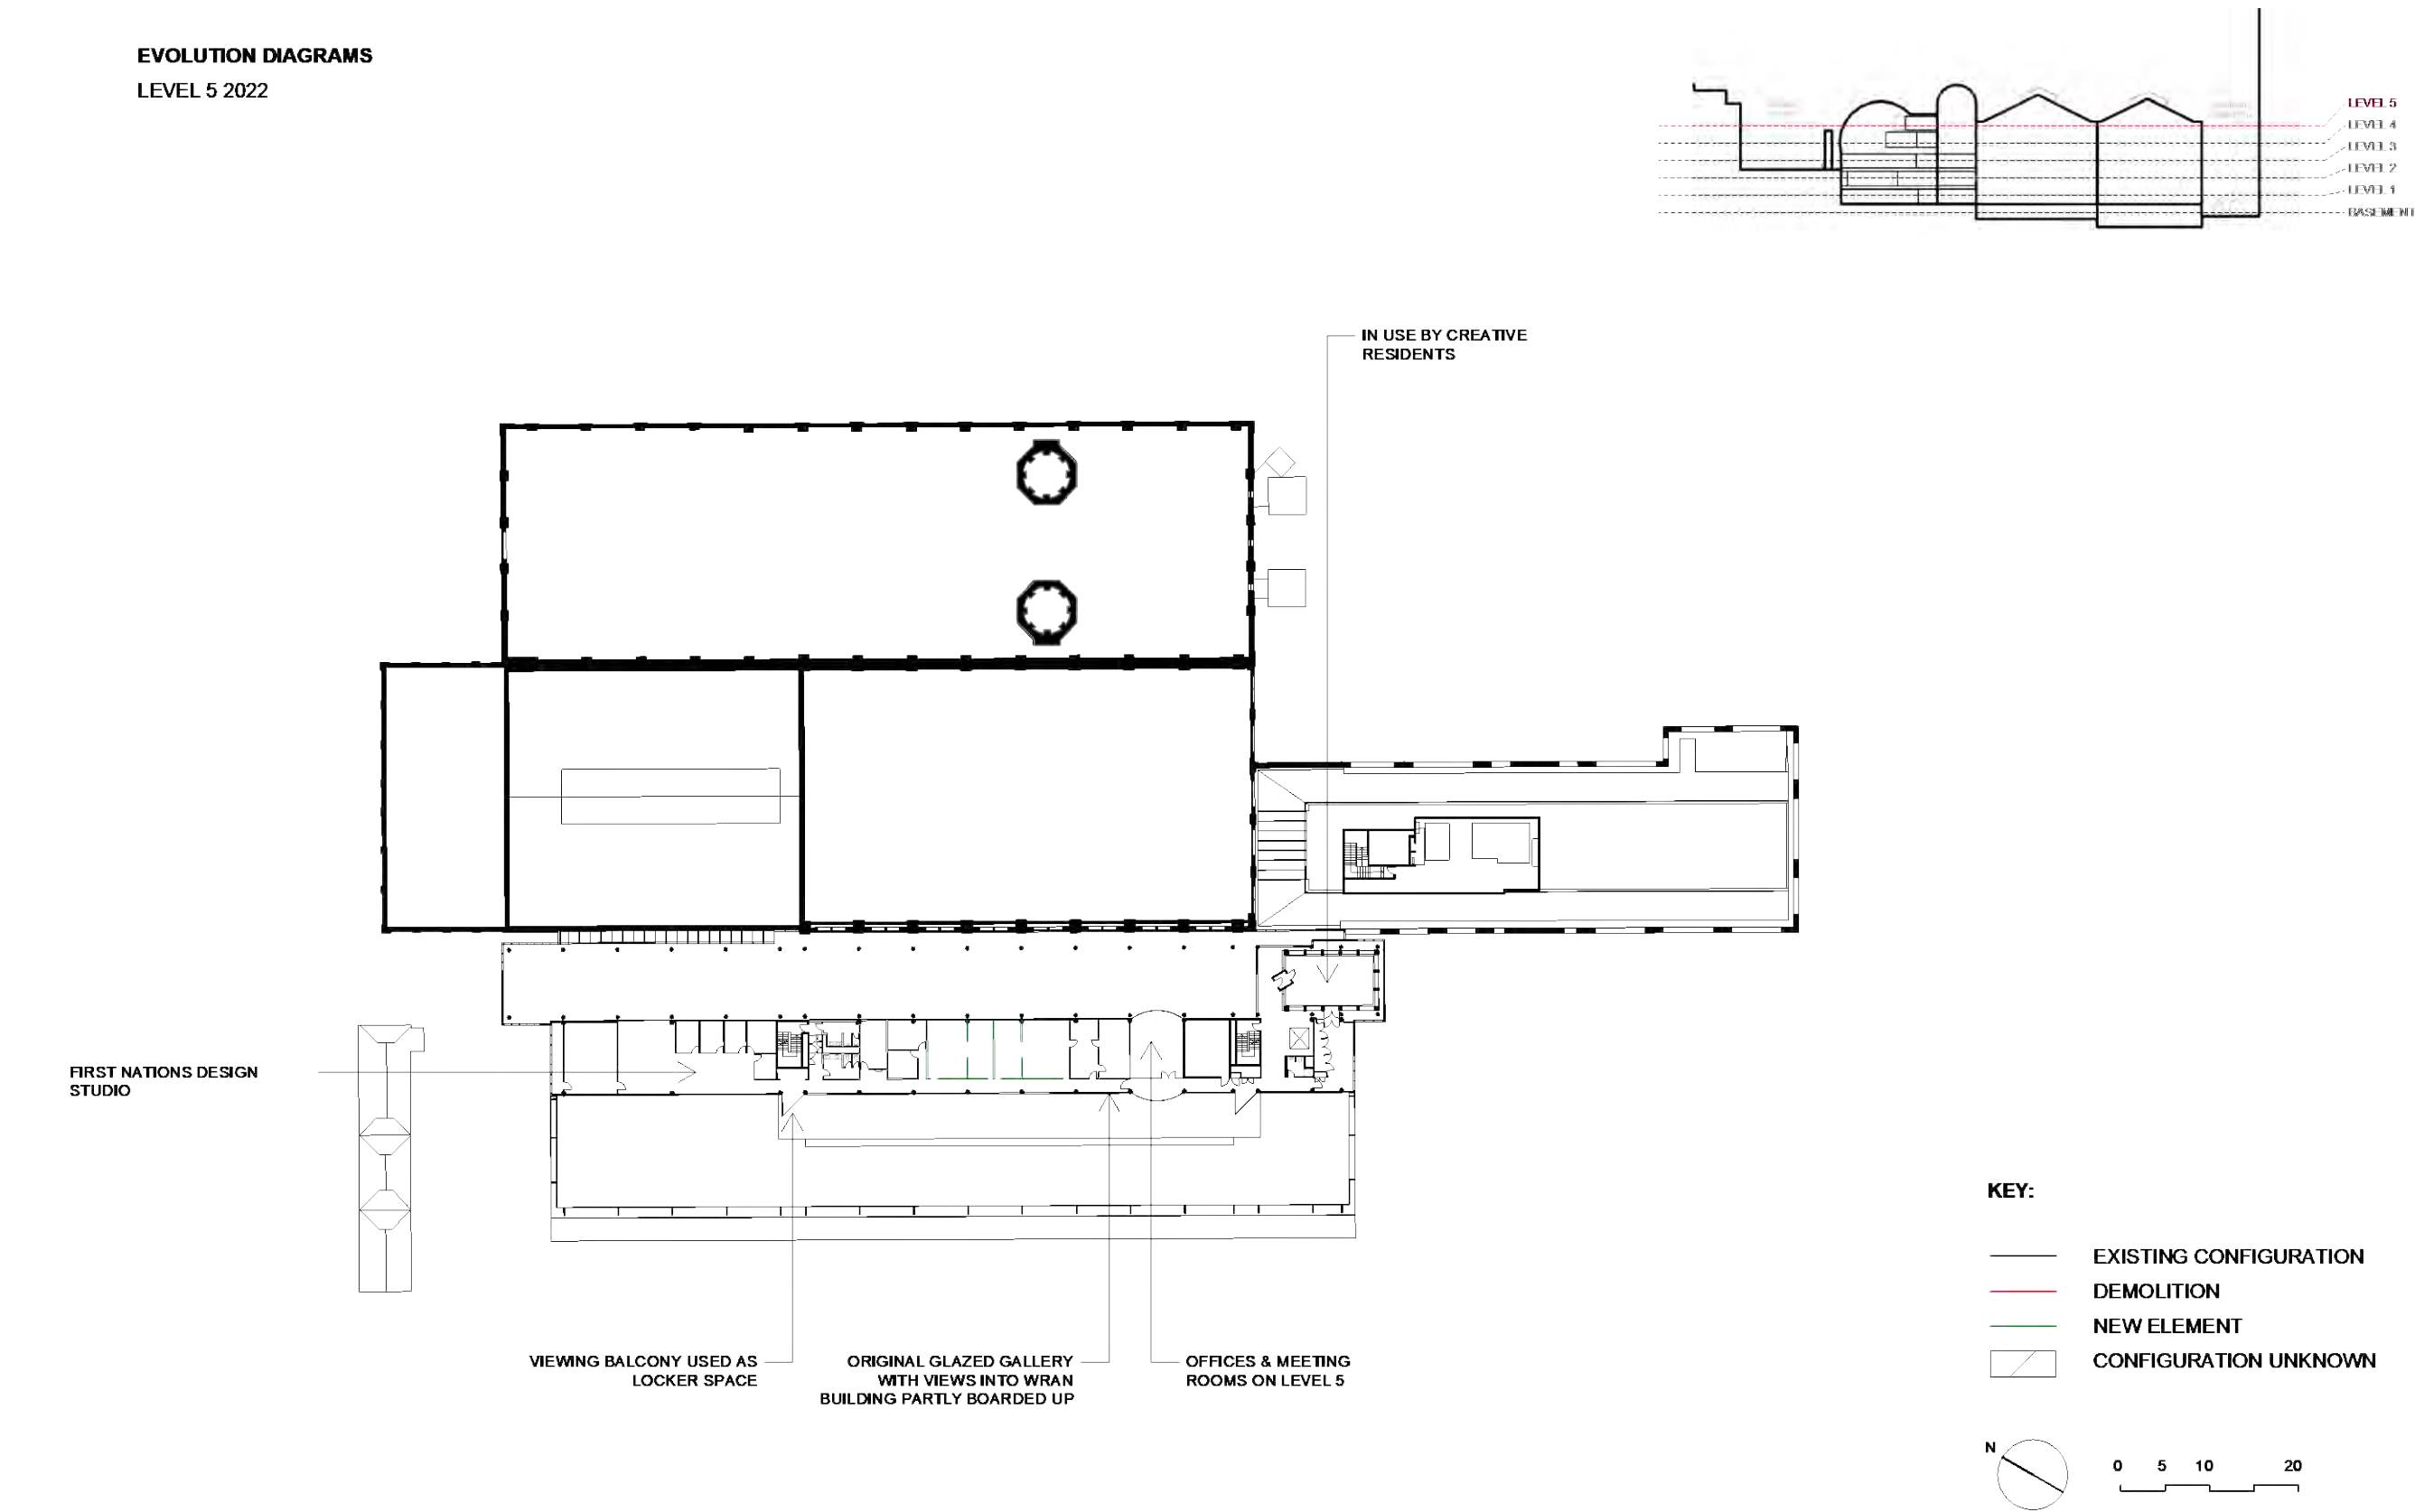 EVOLUTION DIAGRAMS
LEVEL 5 2022
LEVEL 5
LEVEL 4
LEVEL 3
LEVEL 2
LEVEL 1
BASEMENT
IN USE BY CREATIVE
RESIDENTS
FIRST NATIONS DESIGN
STUDIO
VIEWING BALCONY USED AS
LOCKER SPACE
ORIGINAL GLAZED GALLERY
WITH VIEWS INTO WRAN
BUILDING PARTLY BOARDED UP
OFFICES & MEETING
ROOMS ON LEVEL 5
KEY:
EXISTING CONFIGURATION
DEMOLITION
NEW ELEMENT
CONFIGURATION UNKNOWN
N
0 5 10 20